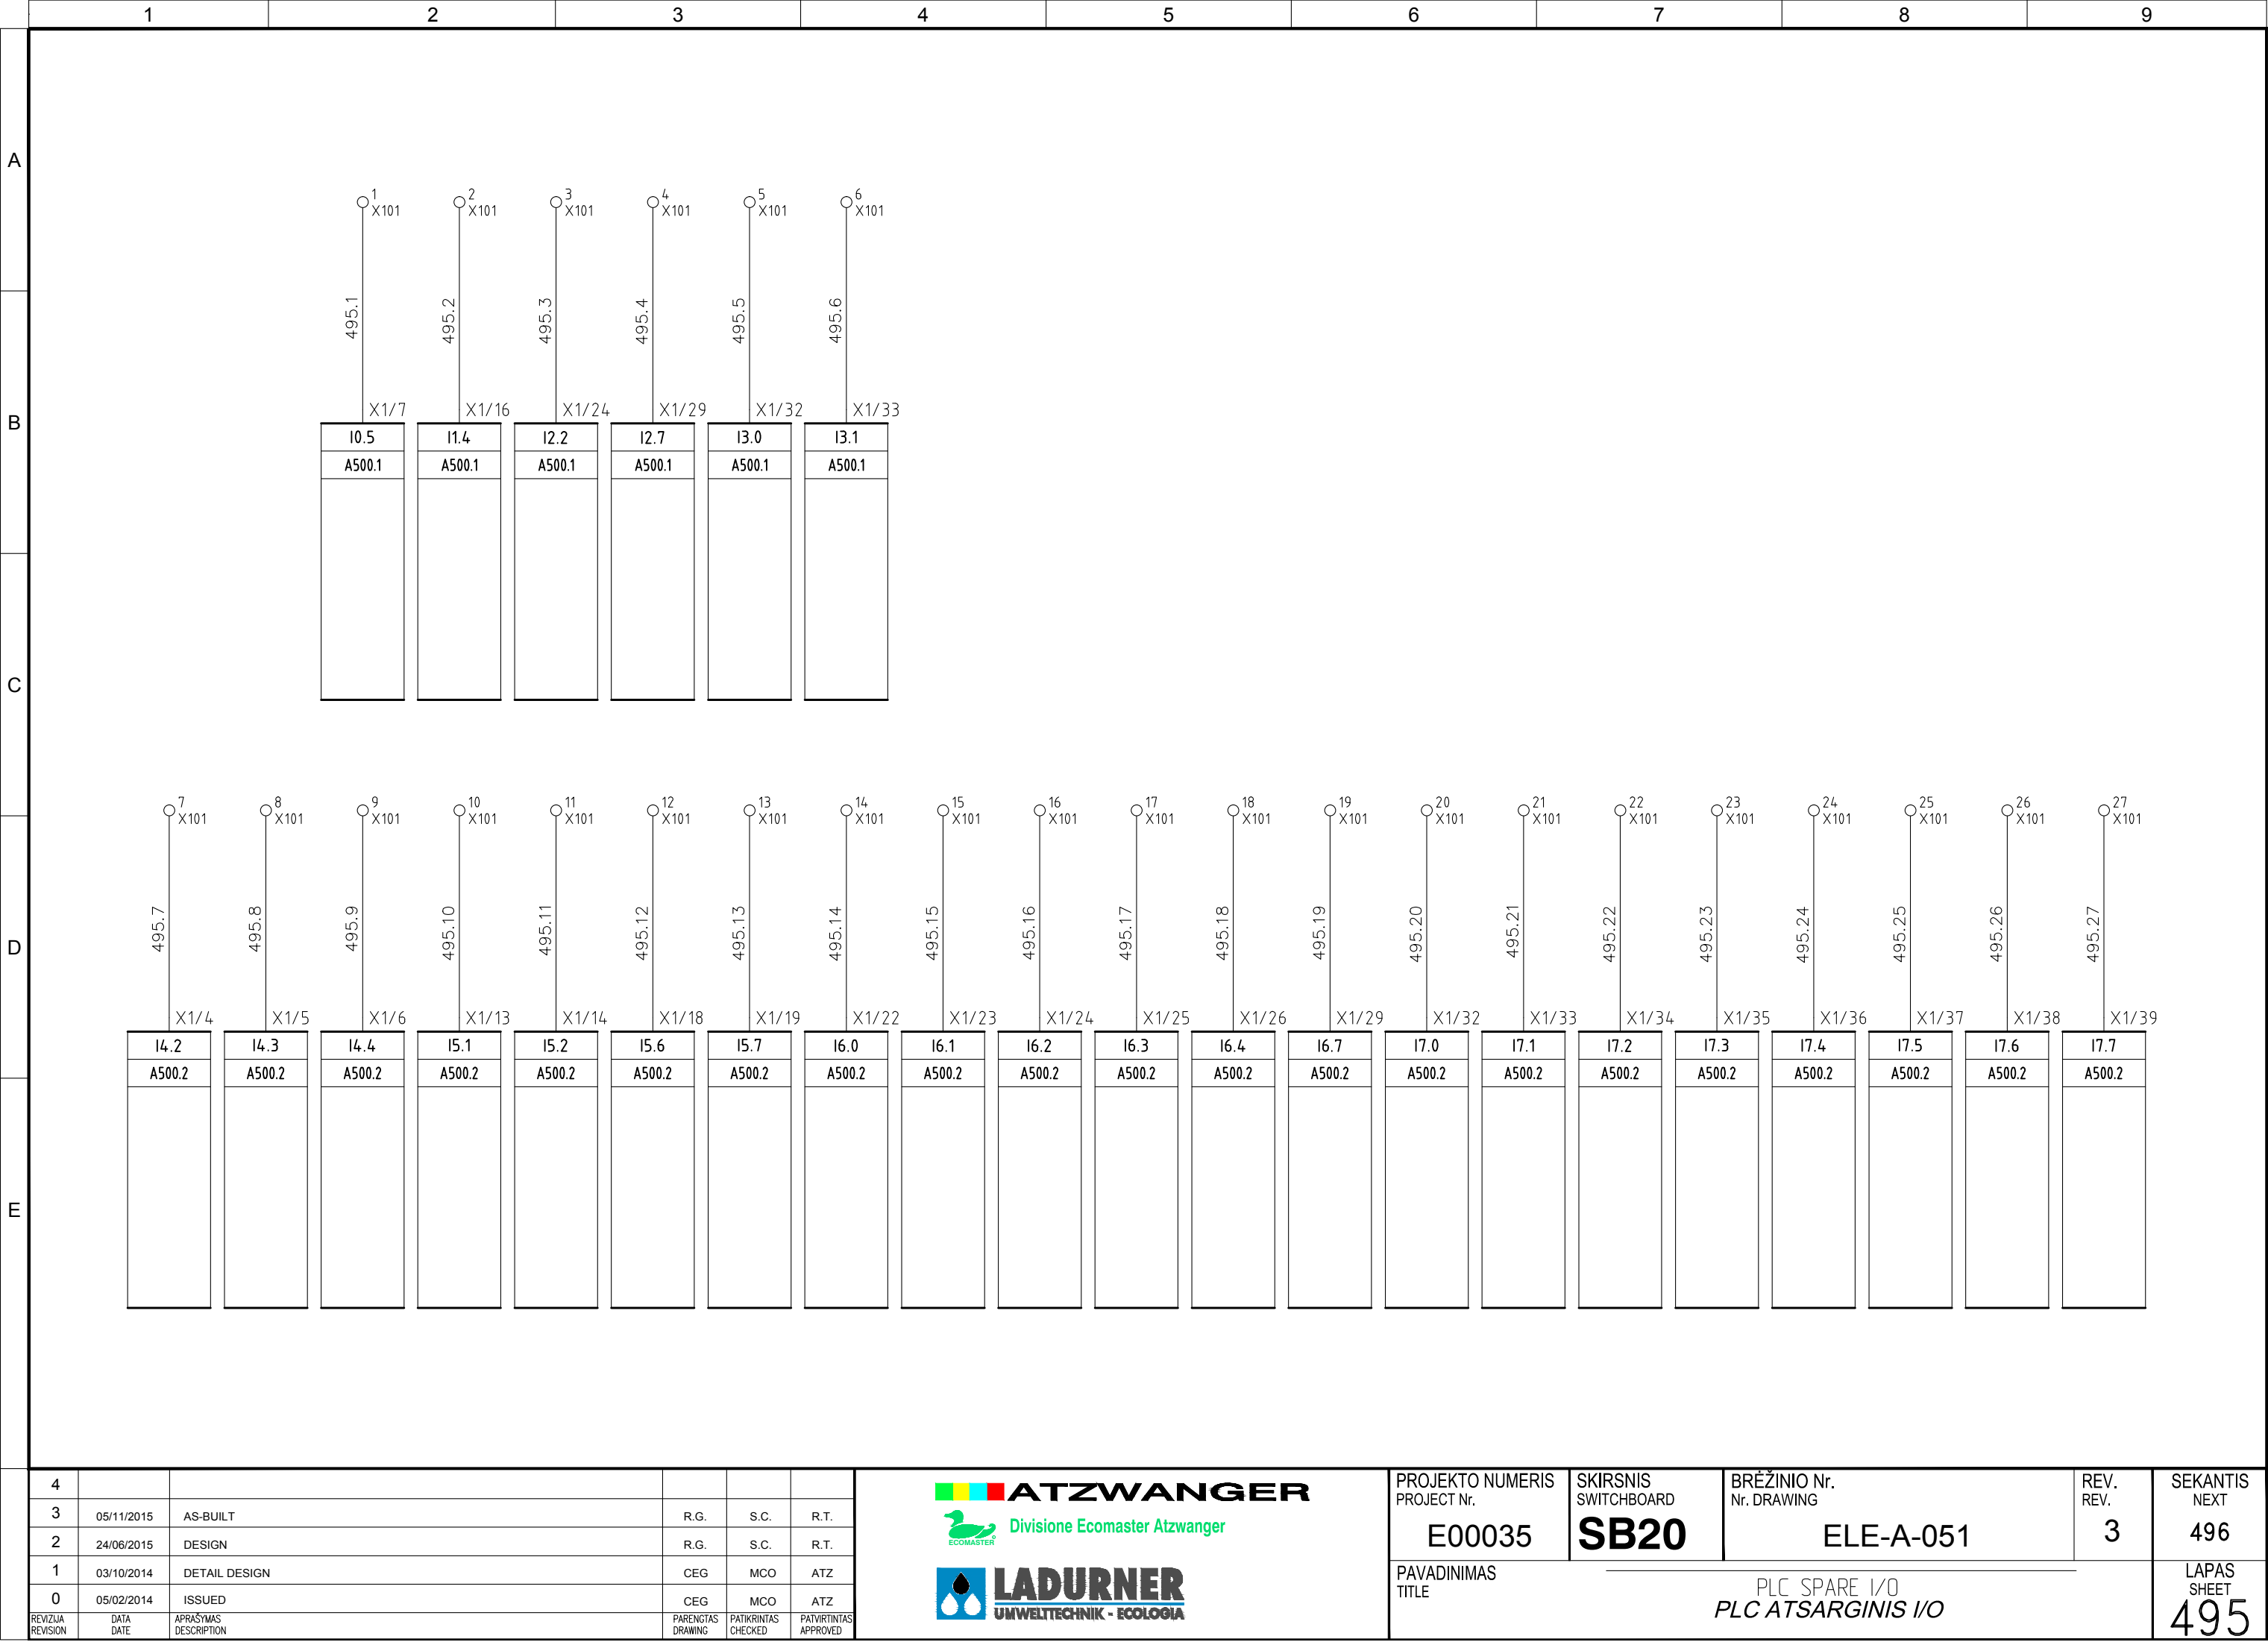 1 2 3 4 5 6 7 8 9
A
1 2 3 4 5 6
X101 X101 X101 X101 X101 X101
495.1 495.2 495.3 495.4 495.5 495.6
B
X1/7 X1/16 X1/24 X1/29 X1/32 X1/33
I0.5 I1.4 I2.2 I2.7 I3.0 I3.1
A500.1 A500.1 A500.1 A500.1 A500.1 A500.1
C
7 8 9 10 11 12 13 14 15 16 17 18 19 20 21 22 23 24 25 26 27
X101 X101 X101 X101 X101 X101 X101 X101 X101 X101 X101 X101 X101 X101 X101 X101 X101 X101 X101 X101 X101
495.7 495.8 495.9 495.10 495.11 495.12 495.13 495.14 495.15 495.16 495.17 495.18 495.19 495.20 495.21 495.22 495.23 495.24 495.25 495.26 495.27
D
X1/4 X1/5 X1/6 X1/13 X1/14 X1/18 X1/19 X1/22 X1/23 X1/24 X1/25 X1/26 X1/29 X1/32 X1/33 X1/34 X1/35 X1/36 X1/37 X1/38 X1/39
I4.2 I4.3 I4.4 I5.1 I5.2 I5.6 I5.7 I6.0 I6.1 I6.2 I6.3 I6.4 I6.7 I7.0 I7.1 I7.2 I7.3 I7.4 I7.5 I7.6 I7.7
A500.2 A500.2 A500.2 A500.2 A500.2 A500.2 A500.2 A500.2 A500.2 A500.2 A500.2 A500.2 A500.2 A500.2 A500.2 A500.2 A500.2 A500.2 A500.2 A500.2 A500.2
E
4
3 05/11/2015 AS-BUILT R.G. S.C. R.T.
2 24/06/2015 DESIGN R.G. S.C. R.T.
1 03/10/2014 DETAIL DESIGN CEG MCO ATZ
0 05/02/2014 ISSUED CEG MCO ATZ
REVIZIJA DATA APRAŠYMAS PARENGTAS PATIKRINTAS PATVIRTINTAS
REVISION DATE DESCRIPTION DRAWING CHECKED APPROVED
ATZWANGER
Divisione Ecomaster Atzwanger
ECOMASTER
LADURNER
UMWELTTECHNIK - ECOLOGIA
PROJEKTO NUMERIS
PROJECT Nr.
E00035
SKIRSNIS
SWITCHBOARD
SB20
BRĖŽINIO Nr.
Nr. DRAWING
ELE-A-051
REV.
REV.
3
SEKANTIS
NEXT
496
PAVADINIMAS
TITLE
PLC SPARE I/O
PLC ATSARGINIS I/O
LAPAS
SHEET
495